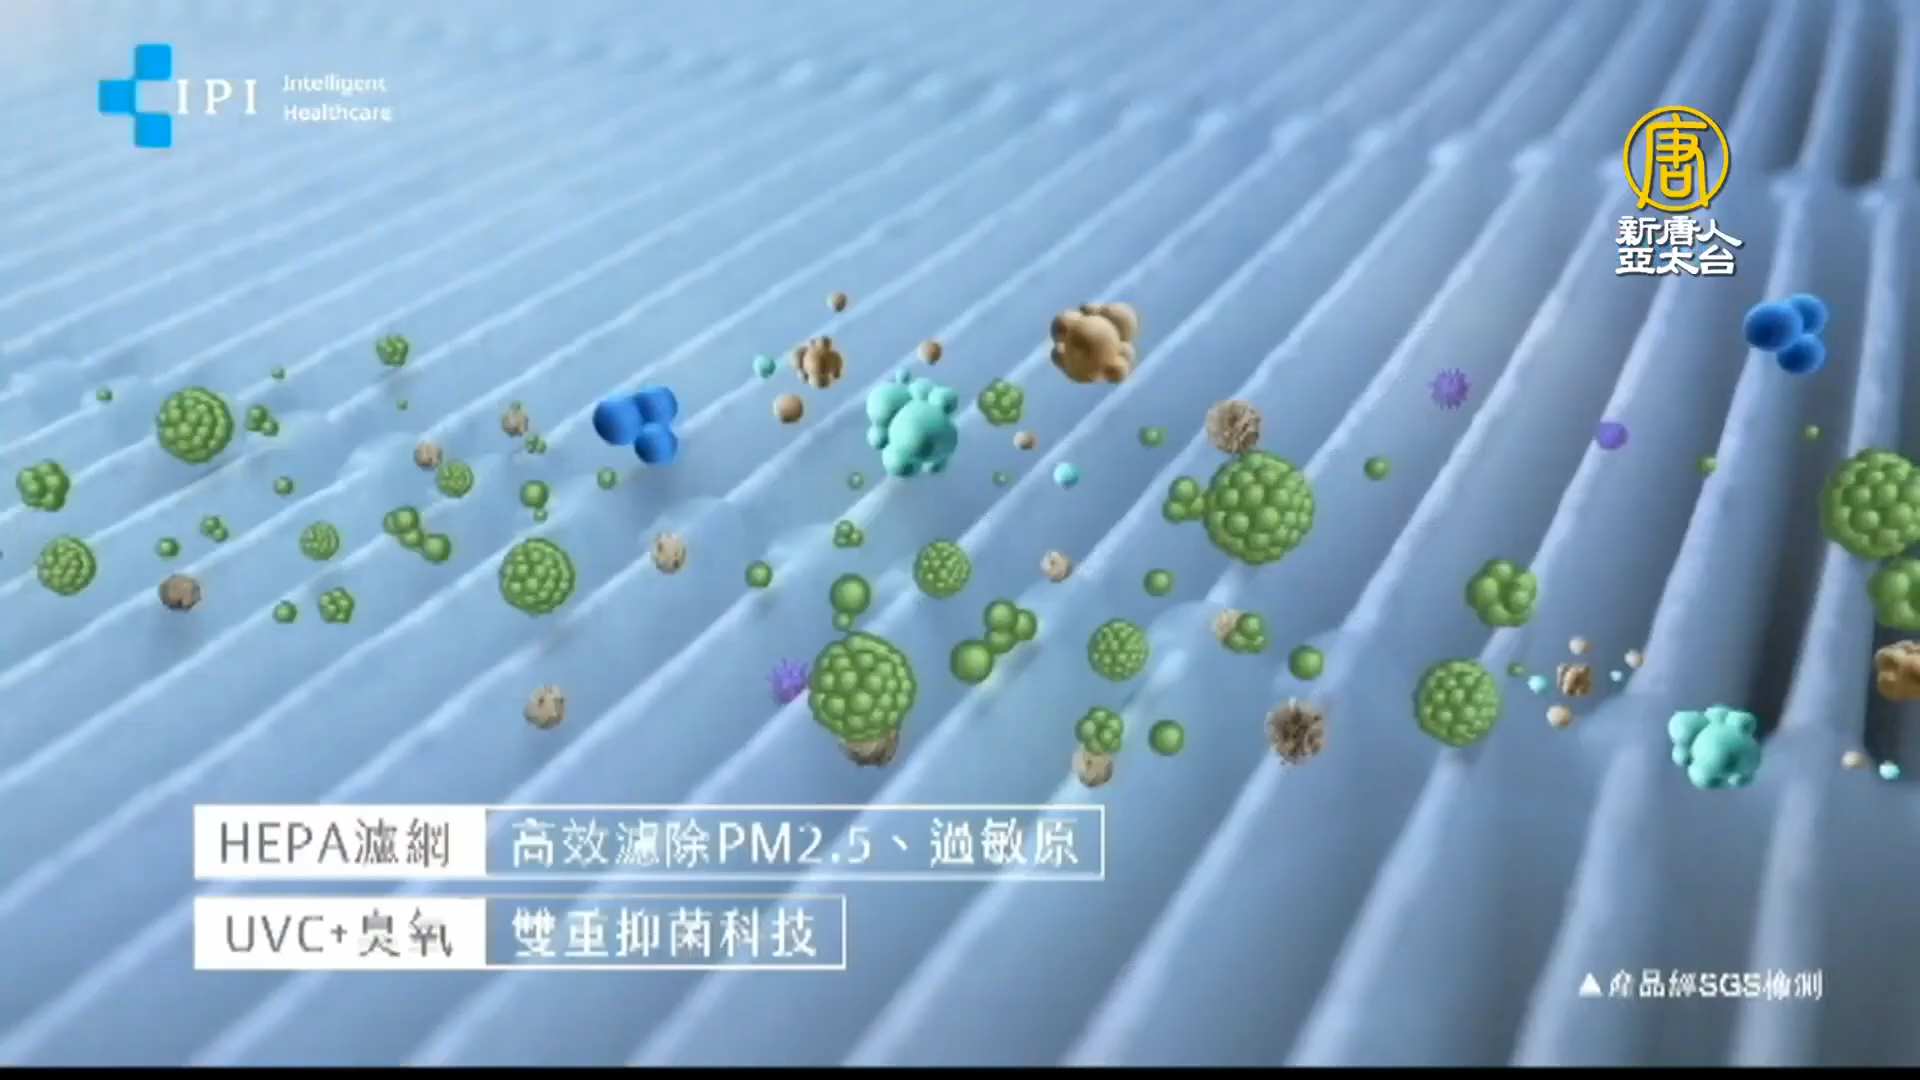 IPI
Intelligent
Healthcare
唐
新唐人
亞太台
HEPA濾網
高效濾除PM2.5、過敏原
UVC+臭氧
雙重抑菌科技
▲產品經SGS檢測